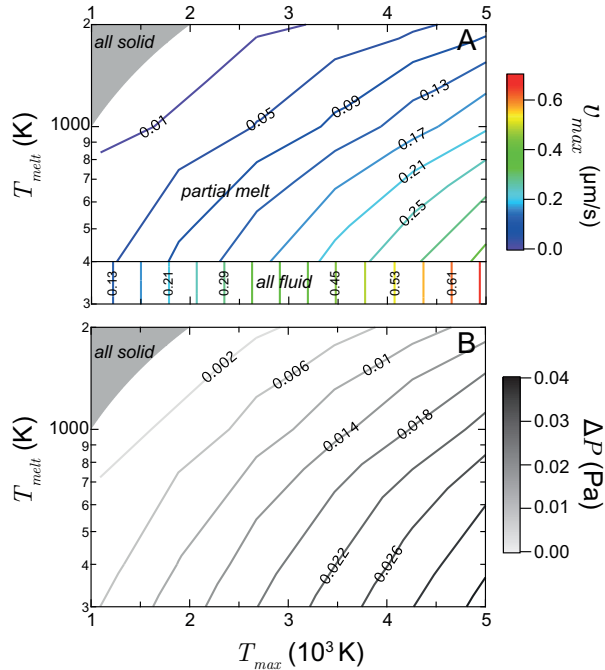 1 2 3 4 5
A
all solid
2
1000
9
8
7
6
5
4
3
T_melt (K)
0.01
0.05
0.09
0.13
0.17
0.21
0.25
partial melt
all fluid
0.13 0.21 0.29 0.45 0.53 0.61
0.6
0.4
0.2
0.0
υ_max (μm/s)
B
all solid
2
1000
9
8
7
6
5
4
3
T_melt (K)
0.002
0.006
0.01
0.014
0.018
0.022
0.026
1 2 3 4 5
T_max (10³ K)
0.04
0.03
0.02
0.01
0.00
ΔP (Pa)